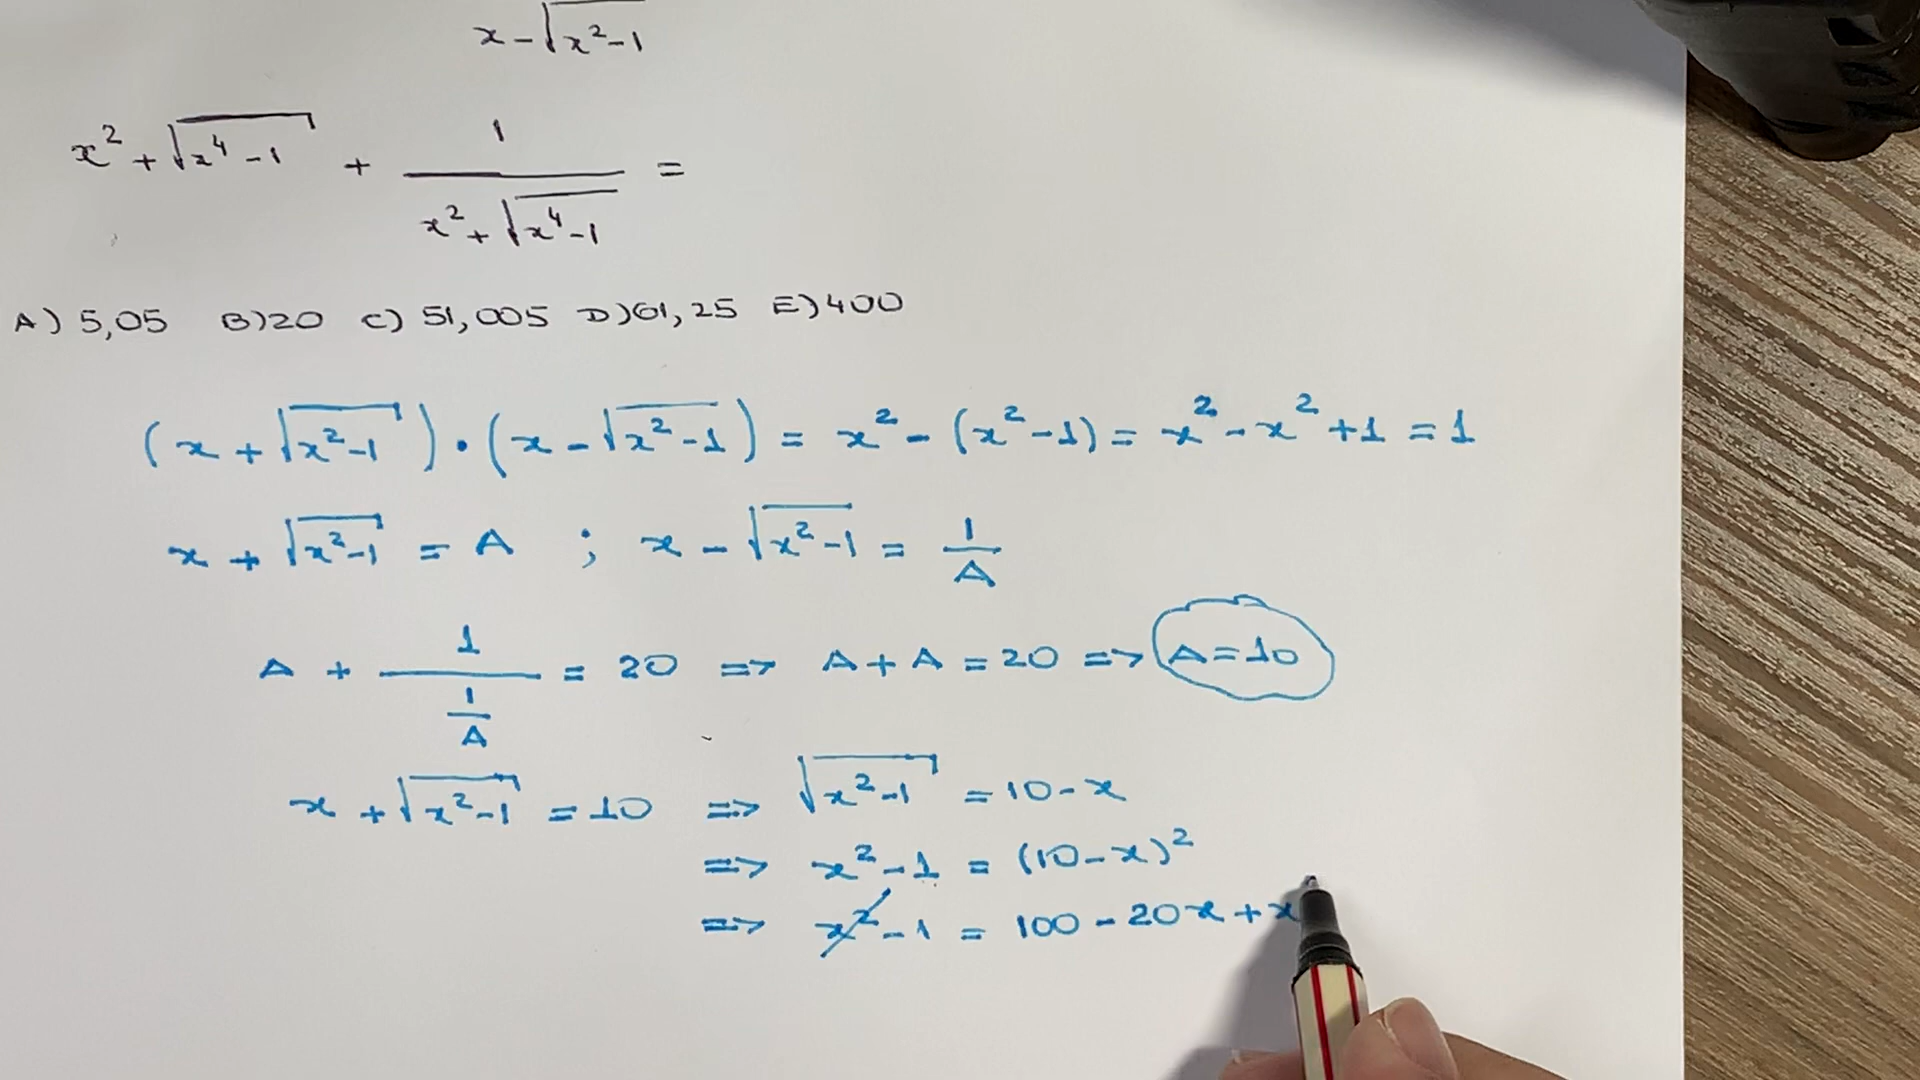 x - √(x² - 1)
x² + √(x⁴ - 1) + 1/(x² + √(x⁴ - 1)) =
A) 5,05 B) 20 C) 51,005 D) 61,25 E) 400
(x + √(x² - 1)) · (x - √(x² - 1)) = x² - (x² - 1) = x² - x² + 1 = 1
x + √(x² - 1) = A ; x - √(x² - 1) = 1/A
A + 1/(1/A) = 20 => A + A = 20 => A = 10
x + √(x² - 1) = 10 => √(x² - 1) = 10 - x
=> x² - 1 = (10 - x)²
=> x² - 1 = 100 - 20x + x